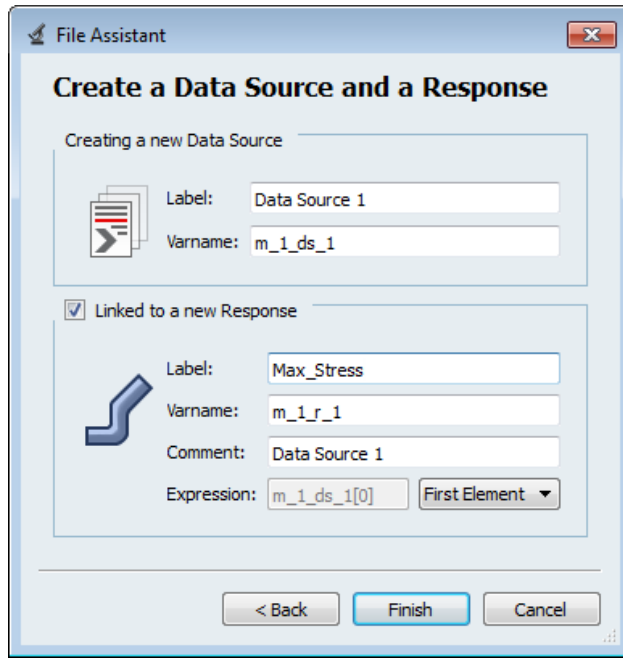 File Assistant
Create a Data Source and a Response
Creating a new Data Source
Label: Data Source 1
Varname: m_1_ds_1
Linked to a new Response
Label: Max_Stress
Varname: m_1_r_1
Comment: Data Source 1
Expression: m_1_ds_1[0] First Element
< Back Finish Cancel